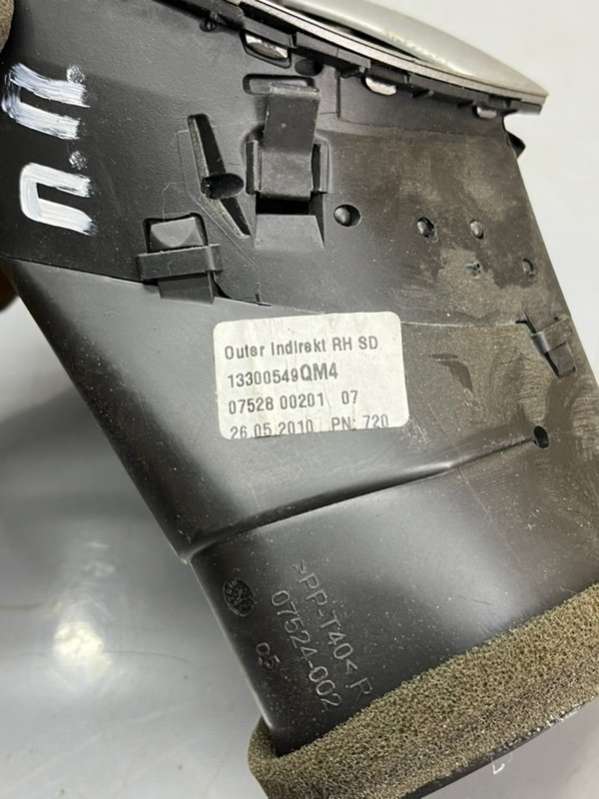 П.П.
Outer Indirekt RH SD
13300549QM4
07528 00201 07
26.05.2010 PN: 720
>PP-T40< R
07524-002